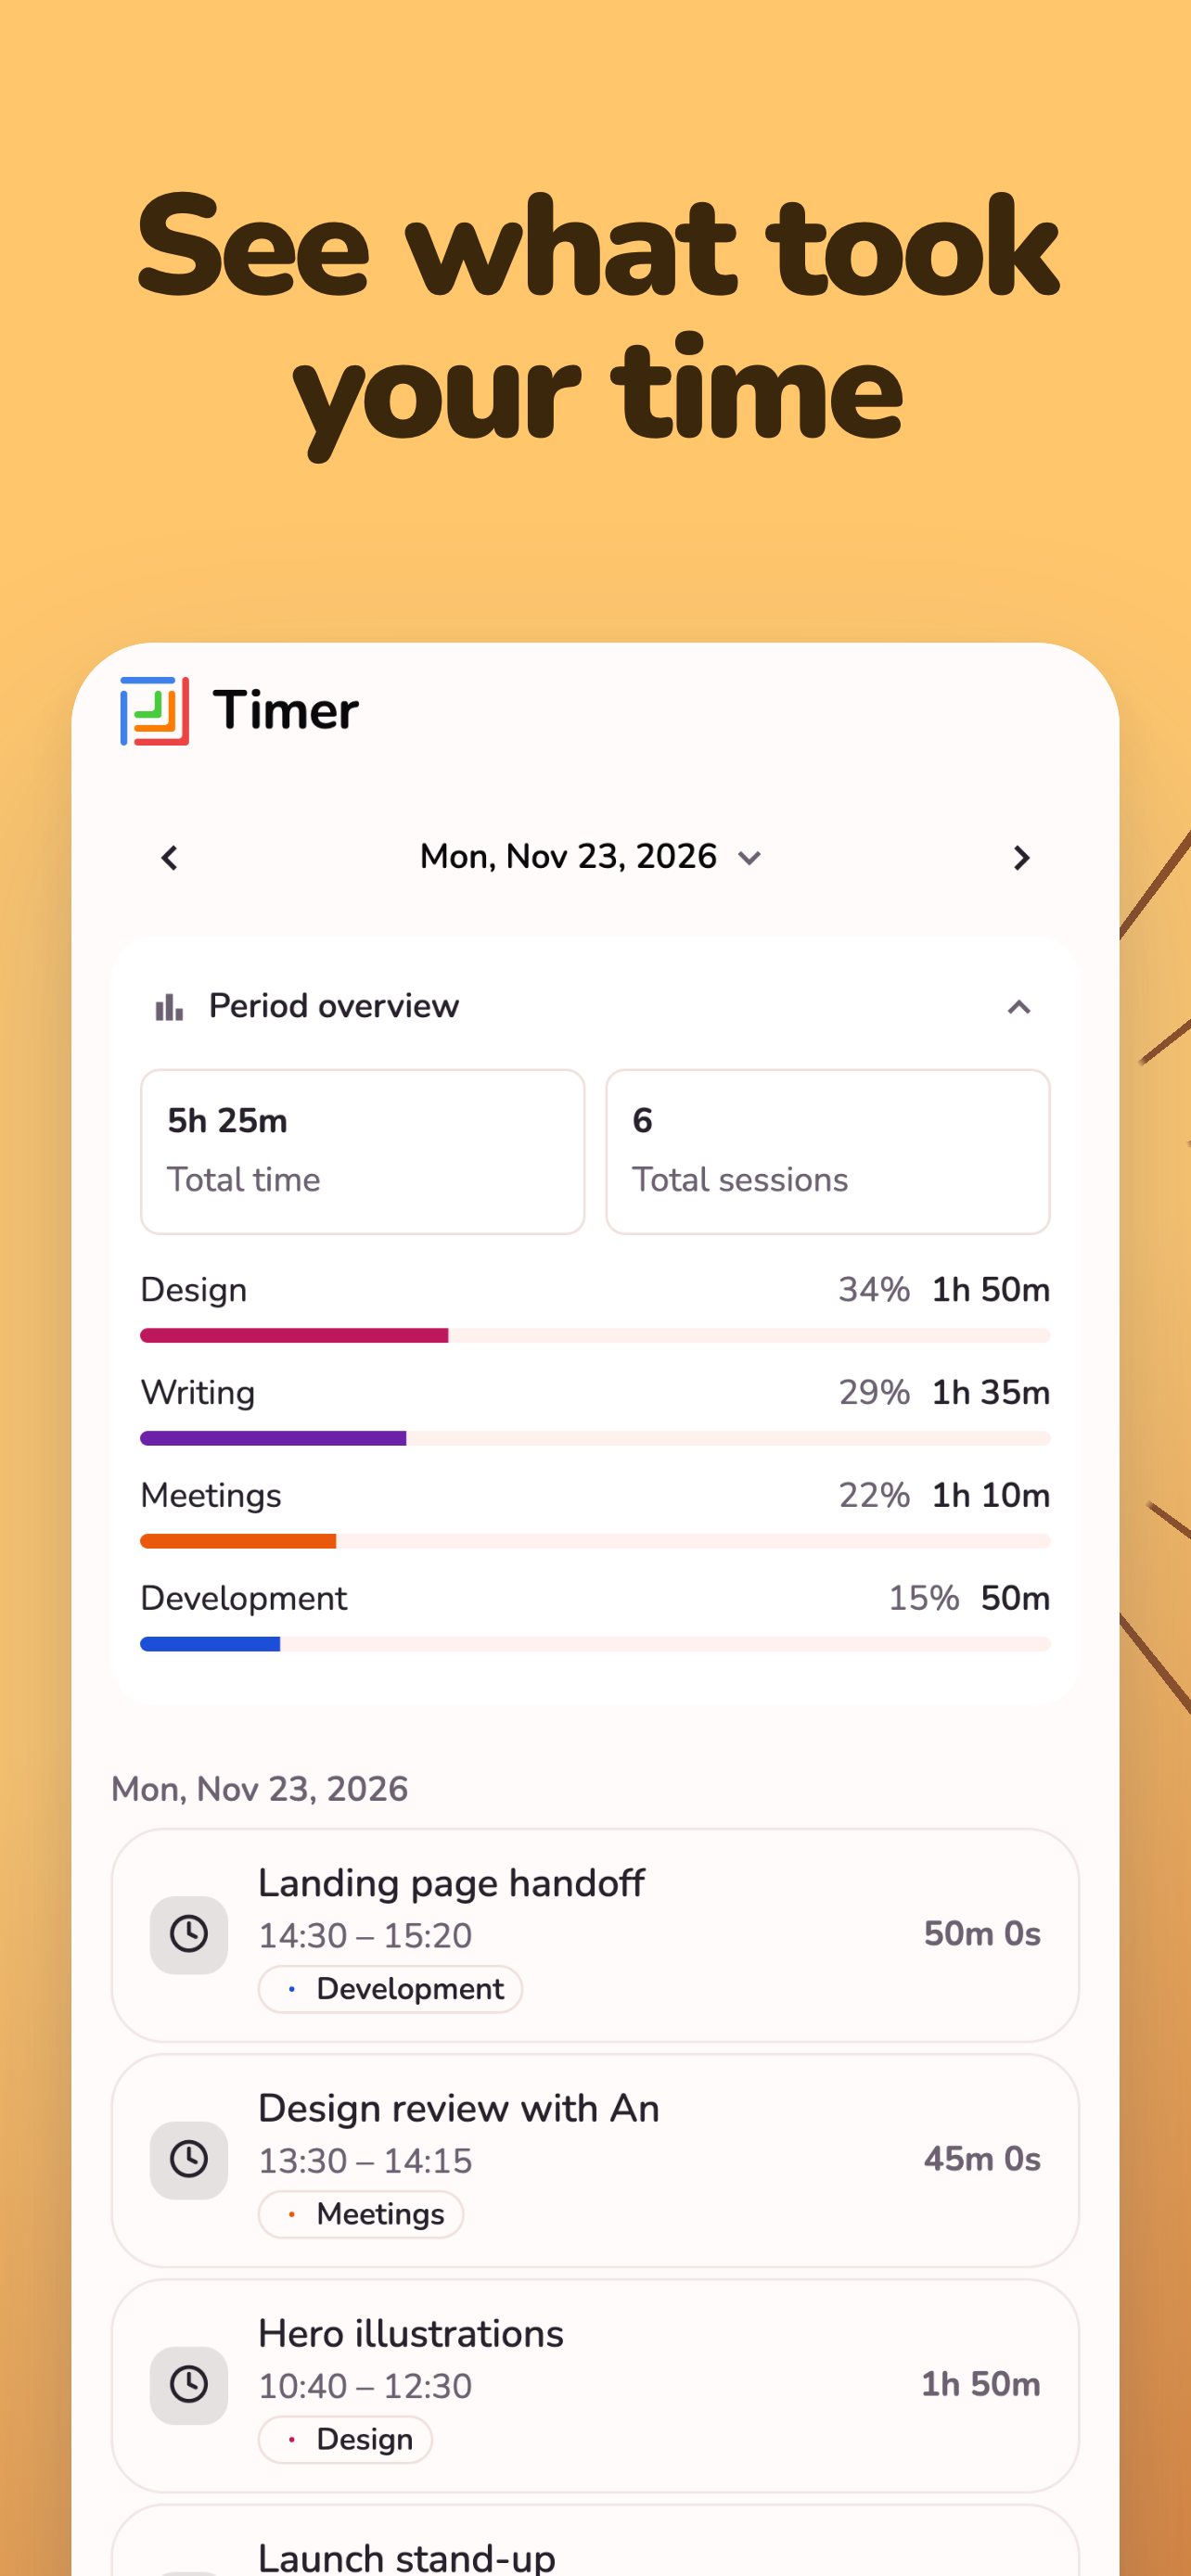 See what took
your time
Timer
Mon, Nov 23, 2026
Period overview
5h 25m
Total time
6
Total sessions
Design 34% 1h 50m
Writing 29% 1h 35m
Meetings 22% 1h 10m
Development 15% 50m
Mon, Nov 23, 2026
Landing page handoff
14:30 – 15:20
50m 0s
Development
Design review with An
13:30 – 14:15
45m 0s
Meetings
Hero illustrations
10:40 – 12:30
1h 50m
Design
Launch stand-up